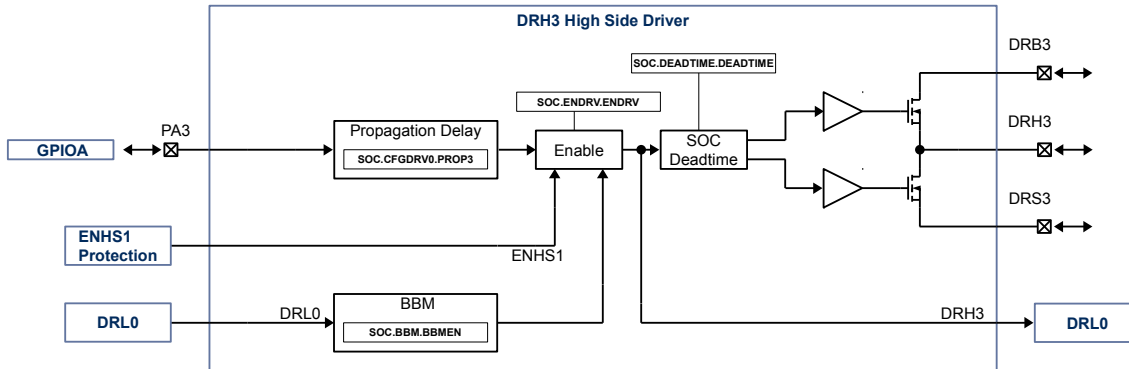 DRH3 High Side Driver
SOC.DEADTIME.DEADTIME
DRB3
SOC.ENDRV.ENDRV
PA3
Propagation Delay
GPIOA
SOC.CFGDRV0.PROP3
Enable
SOC
Deadtime
DRH3
DRS3
ENHS1
Protection
ENHS1
BBM
DRL0
DRL0
SOC.BBM.BBMEN
DRH3
DRL0